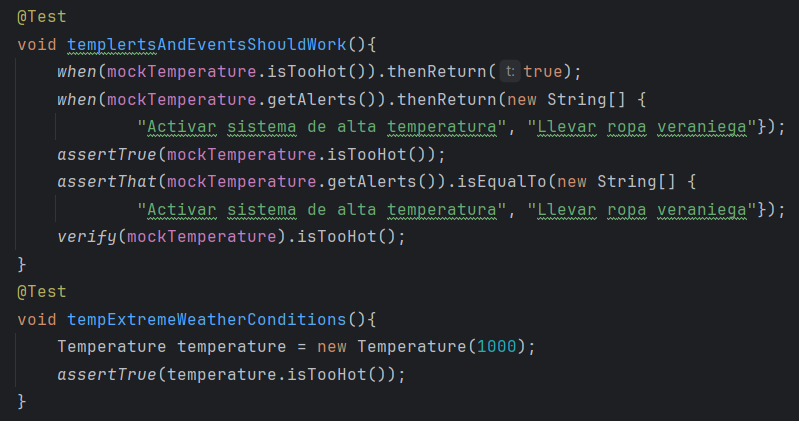 @Test
void templertsAndEventsShouldWork(){
    when(mockTemperature.isTooHot()).thenReturn( t: true);
    when(mockTemperature.getAlerts()).thenReturn(new String[] {
            "Activar sistema de alta temperatura", "Llevar ropa veraniega"});
    assertTrue(mockTemperature.isTooHot());
    assertThat(mockTemperature.getAlerts()).isEqualTo(new String[] {
            "Activar sistema de alta temperatura", "Llevar ropa veraniega"});
    verify(mockTemperature).isTooHot();
}
@Test
void tempExtremeWeatherConditions(){
    Temperature temperature = new Temperature(1000);
    assertTrue(temperature.isTooHot());
}